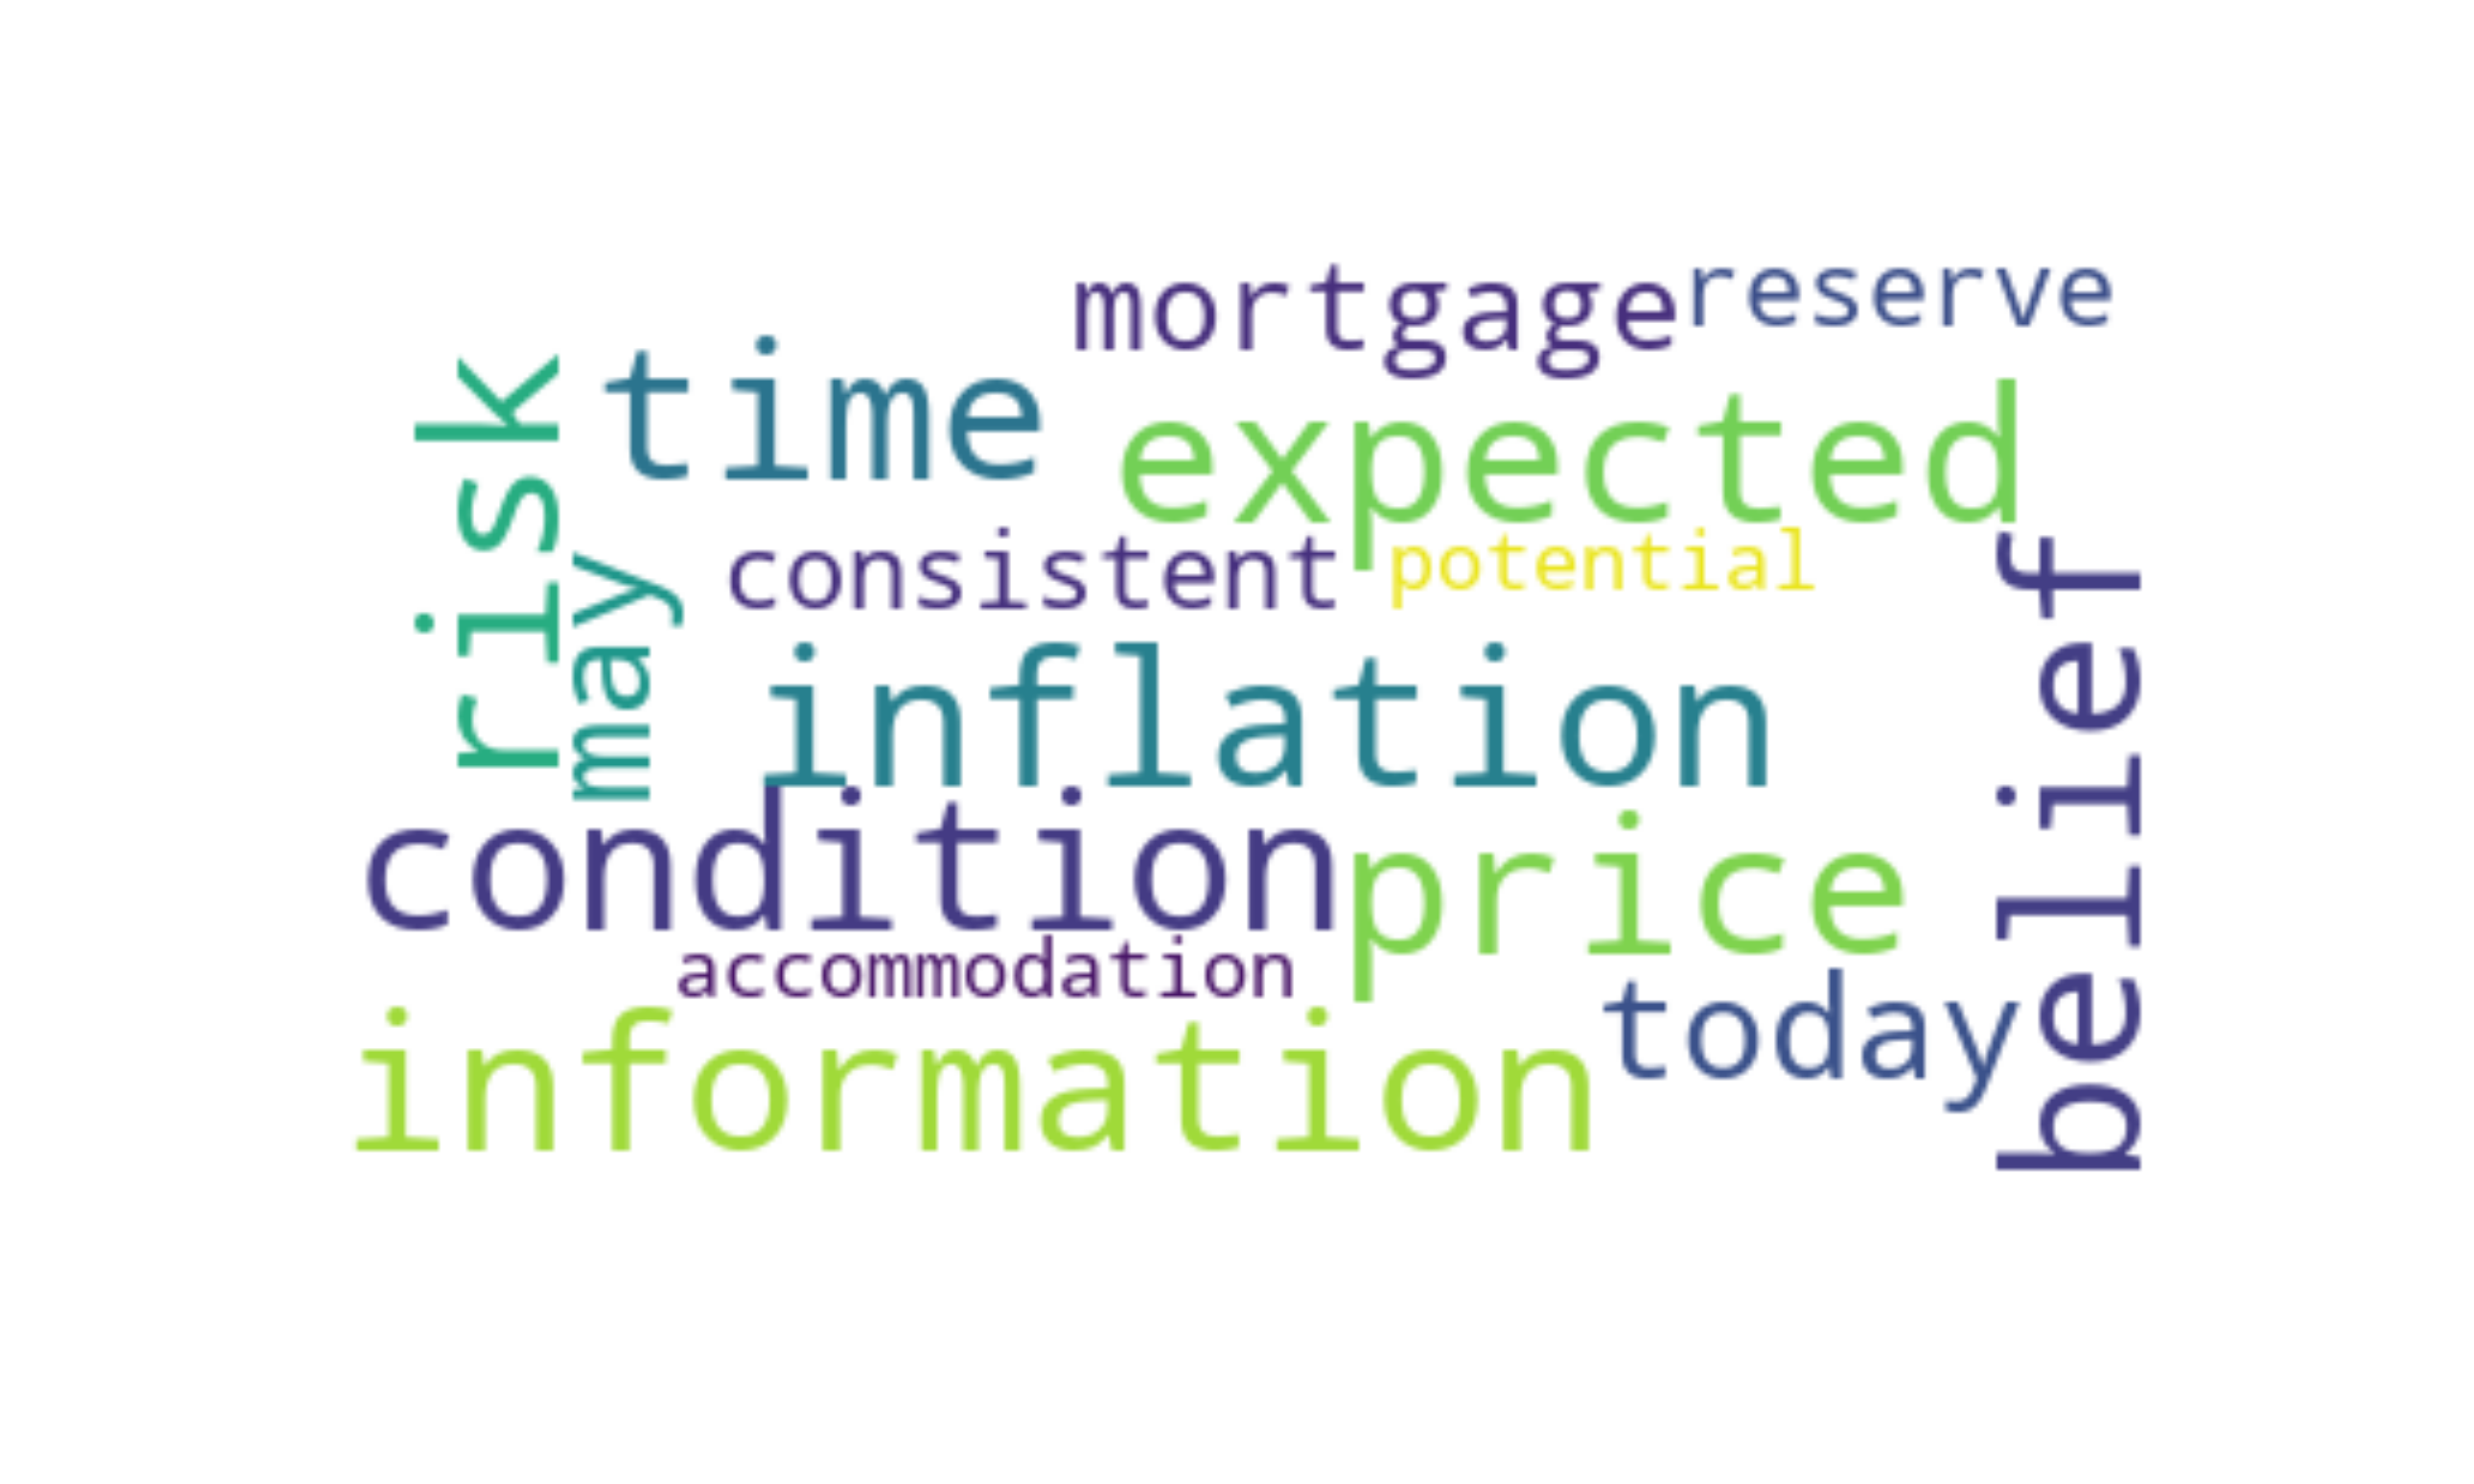 mortgage reserve
time expected
risk
may
consistent potential
inflation
belief
condition price
accommodation
today
information